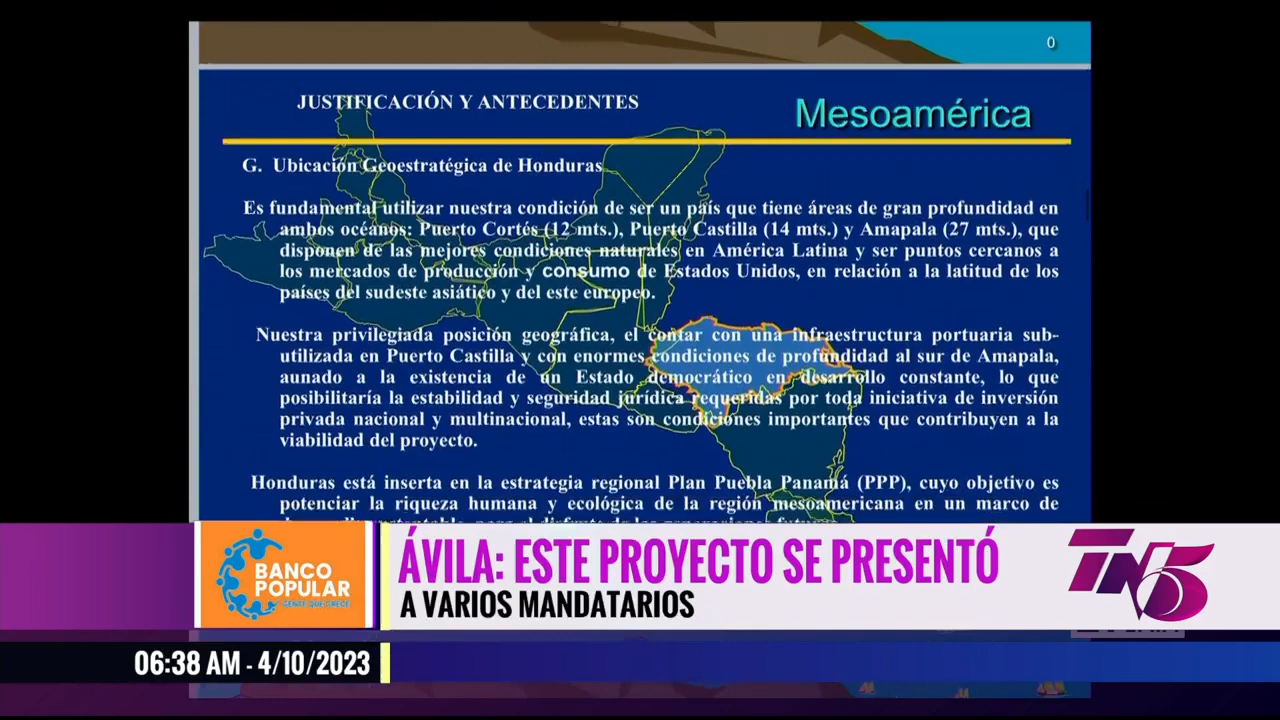 0
JUSTIFICACIÓN Y ANTECEDENTES
Mesoamérica
G. Ubicación Geoestratégica de Honduras
Es fundamental utilizar nuestra condición de ser un país que tiene áreas de gran profundidad en
ambos océanos: Puerto Cortés (12 mts.), Puerto Castilla (14 mts.) y Amapala (27 mts.), que
disponen de las mejores condiciones naturales en América Latina y ser puntos cercanos a
los mercados de producción y consumo de Estados Unidos, en relación a la latitud de los
países del sudeste asiático y del este europeo.
Nuestra privilegiada posición geográfica, el contar con una infraestructura portuaria sub-
utilizada en Puerto Castilla y con enormes condiciones de profundidad al sur de Amapala,
aunado a la existencia de un Estado democrático en desarrollo constante, lo que
posibilitaría la estabilidad y seguridad jurídica requeridas por toda iniciativa de inversión
privada nacional y multinacional, estas son condiciones importantes que contribuyen a la
viabilidad del proyecto.
Honduras está inserta en la estrategia regional Plan Puebla Panamá (PPP), cuyo objetivo es
potenciar la riqueza humana y ecológica de la región mesoamericana en un marco de
BANCO
POPULAR
GENTE QUE CRECE
ÁVILA: ESTE PROYECTO SE PRESENTÓ
A VARIOS MANDATARIOS
TN5
06:38 AM - 4/10/2023